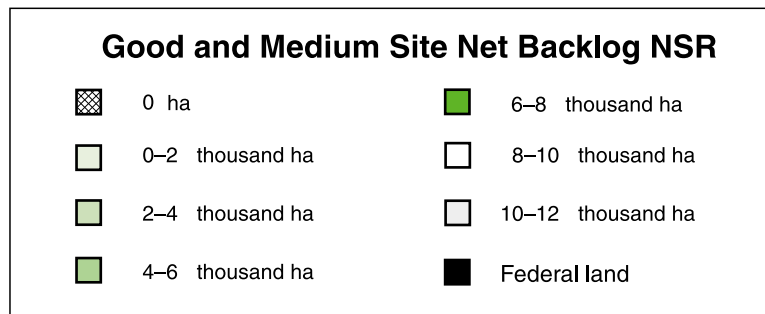 Good and Medium Site Net Backlog NSR
0 ha
0–2 thousand ha
2–4 thousand ha
4–6 thousand ha
6–8 thousand ha
8–10 thousand ha
10–12 thousand ha
Federal land